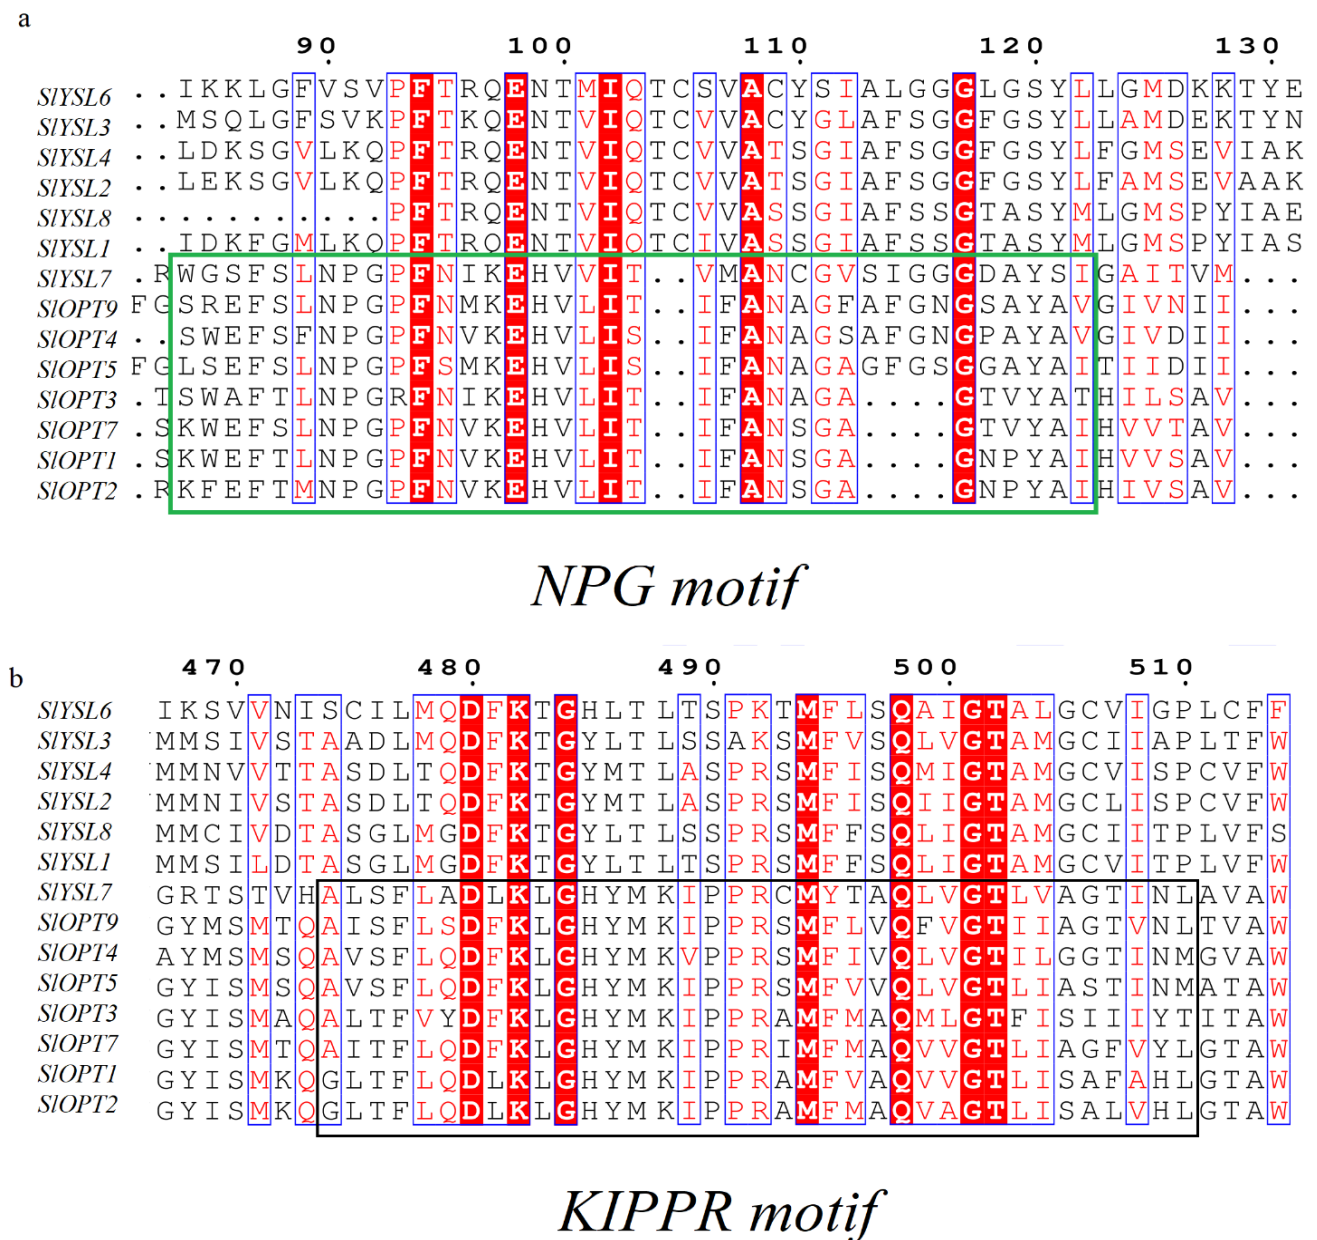 a
90 100 110 120 130
SlYSL6 ..IKKLGFVSVPFTRQENTMIQTCSVACYSIALGGGLGSYLLGMDKKTYE
SlYSL3 ..MSQLGFSVKPFTKQENTVIQTCVVACYGLAFSGGFGSYLLAMDEKTYN
SlYSL4 ..LDKSGVLKQPFTRQENTVIQTCVVATSGIAFSGGFGSYLFGMSEVIAK
SlYSL2 ..LEKSGVLKQPFTRQENTVIQTCVVATSGIAFSGGFGSYLFAMSEVAAK
SlYSL8 ...........PFTRQENTVIQTCVVASSGIAFSSGTASYMLGMSPYIAE
SlYSL1 ..IDKFGMLKQPFTRQENTVIQTCIVASSGIAFSSGTASYMLGMSPYIAS
SlYSL7 .RWGSFSLNPGPFNIKEHVVIT..VMANCGVSIGGGDAYSIGAITVM...
SlOPT9 FGSREFSLNPGPFNMKEHVLIT..IFANAGFAFGNGSAYAVGIVNII...
SlOPT4 ..SWEFSFNPGPFNVKEHVLIS..IFANAGSAFGNGPAYAVGIVDII...
SlOPT5 FGLSEFSLNPGPFSMKEHVLIS..IFANAGAGFGSGGAYAITIIDII...
SlOPT3 .TSWAFTLNPGRFNIKEHVLIT..IFANAGA....GTVYATHILSAV...
SlOPT7 .SKWEFSLNPGPFNVKEHVLIT..IFANSGA....GTVYAIHVVTAV...
SlOPT1 .SKWEFTLNPGPFNVKEHVLIT..IFANSGA....GNPYAIHVVSAV...
SlOPT2 .RKFEFTMNPGPFNVKEHVLIT..IFANSGA....GNPYAIHIVSAV...
NPG motif
b
470 480 490 500 510
SlYSL6 IKSVVNISCILMQDFKTGHLTLTSPKTMFLSQAIGTALGCVIGPLCFF
SlYSL3 MMSIVSTAADLMQDFKTGYLTLSSAKSMFVSQLVGTAMGCIIAPLTFW
SlYSL4 MMNVVTTASDLTQDFKTGYMTLASPRSMFISQMIGTAMGCVISPCVFW
SlYSL2 MMNIVSTASDLTQDFKTGYMTLASPRSMFISQIIGTAMGCLISPCVFW
SlYSL8 MMCIVDTASGLMGDFKTGYLTLSSPRSMFFSQLIGTAMGCIITPLVFS
SlYSL1 MMSILDTASGLMGDFKTGYLTLTSPRSMFFSQLIGTAMGCVITPLVFW
SlYSL7 GRTSTVHALSFLADLKLGHYMKIPPRCMYTAQLVGTLVAGTINLAVAW
SlOPT9 GYMSMTQAISFLSDFKLGHYMKIPPRSMFLVQFVGTIIAGTVNLTVAW
SlOPT4 AYMSMSQAVSFLQDFKLGHYMKVPPRSMFIVQLVGTILGGTINMGVAW
SlOPT5 GYISMSQAVSFLQDFKLGHYMKIPPRSMFVVQLVGTLIASTINMATAW
SlOPT3 GYISMAQALTFVYDFKLGHYMKIPPRAMFMAQMLGTFISIIIYTITAW
SlOPT7 GYISMTQAITFLQDFKLGHYMKIPPRIMFMAQVVGTLIAGFVYLGTAW
SlOPT1 GYISMKQGLTFLQDLKLGHYMKIPPRAMFVAQVVGTLISAFAHLGTAW
SlOPT2 GYISMKQGLTFLQDLKLGHYMKIPPRAMFMAQVAGTLISALVHLGTAW
KIPPR motif